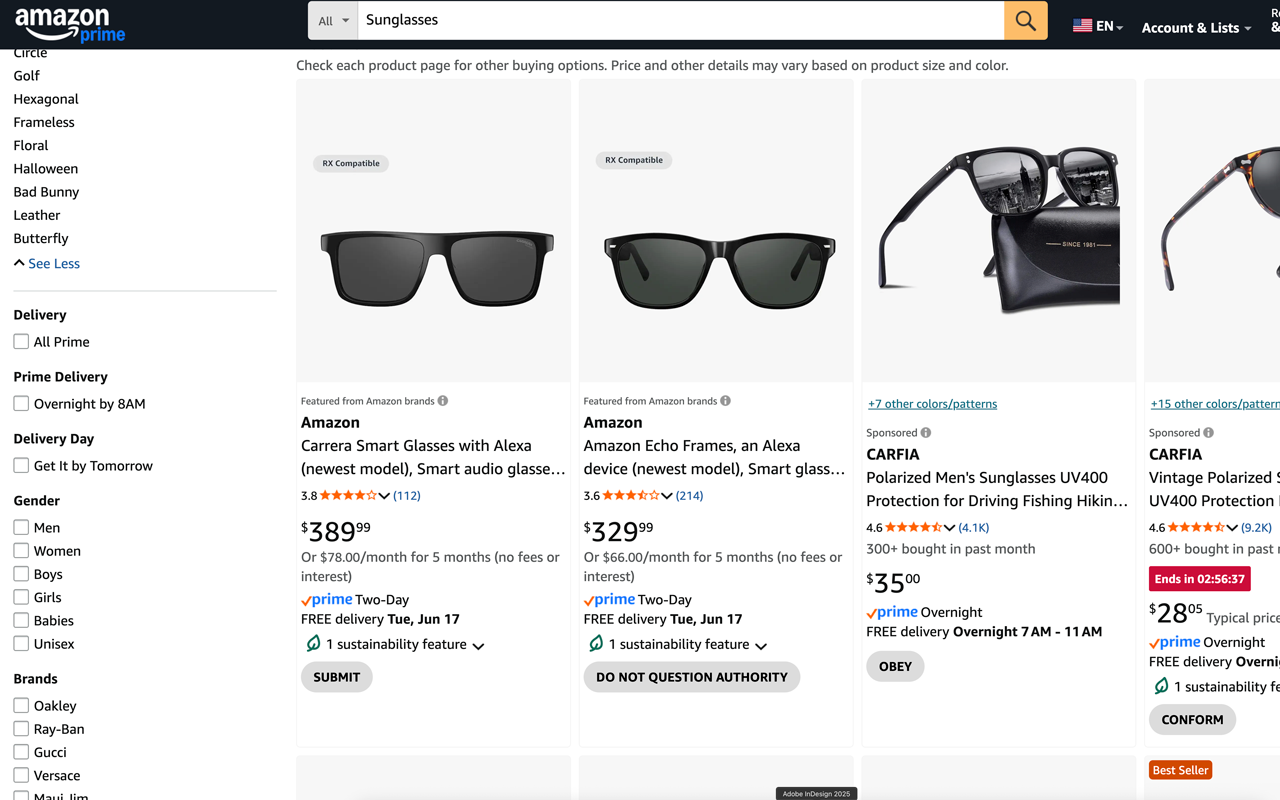 amazon
prime
All
Sunglasses
EN
Account & Lists
&
Circle
Golf
Hexagonal
Frameless
Floral
Halloween
Bad Bunny
Leather
Butterfly
See Less
Delivery
All Prime
Prime Delivery
Overnight by 8AM
Delivery Day
Get It by Tomorrow
Gender
Men
Women
Boys
Girls
Babies
Unisex
Brands
Oakley
Ray-Ban
Gucci
Versace
Maui Jim
Check each product page for other buying options. Price and other details may vary based on product size and color.
RX Compatible
Featured from Amazon brands
Amazon
Carrera Smart Glasses with Alexa
(newest model), Smart audio glasse…
3.8 (112)
$389 99
Or $78.00/month for 5 months (no fees or
interest)
prime Two-Day
FREE delivery Tue, Jun 17
1 sustainability feature
SUBMIT
RX Compatible
Featured from Amazon brands
Amazon
Amazon Echo Frames, an Alexa
device (newest model), Smart glass…
3.6 (214)
$329 99
Or $66.00/month for 5 months (no fees or
interest)
prime Two-Day
FREE delivery Tue, Jun 17
1 sustainability feature
DO NOT QUESTION AUTHORITY
SINCE 1981
+7 other colors/patterns
Sponsored
CARFIA
Polarized Men's Sunglasses UV400
Protection for Driving Fishing Hikin…
4.6 (4.1K)
300+ bought in past month
$35 00
prime Overnight
FREE delivery Overnight 7 AM - 11 AM
OBEY
+15 other colors/pattern
Sponsored
CARFIA
Vintage Polarized S
UV400 Protection
4.6 (9.2K)
600+ bought in past
Ends in 02:56:37
$28 05 Typical price
prime Overnight
FREE delivery Overni
1 sustainability fe
CONFORM
Best Seller
Adobe InDesign 2025